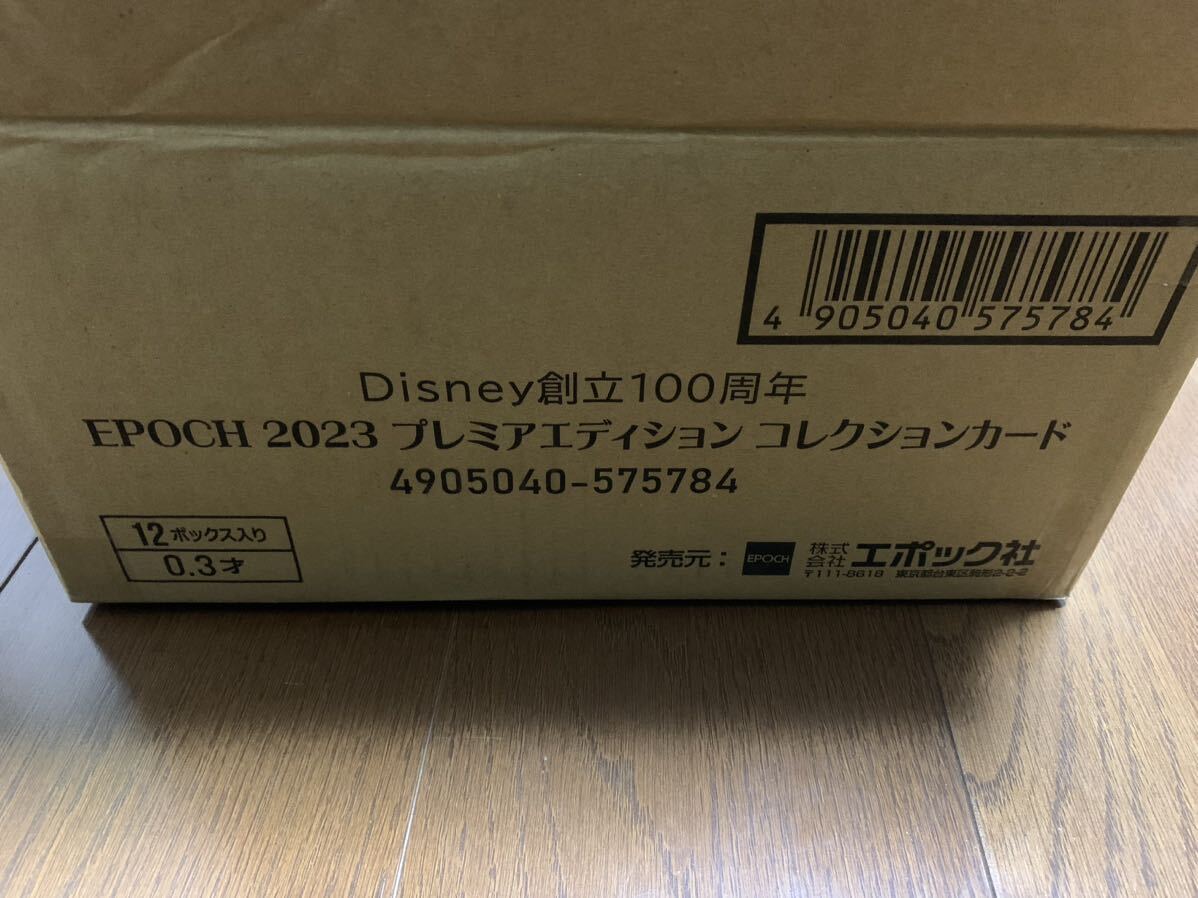 4 905040 575784
Disney創立100周年
EPOCH 2023 プレミアエディション コレクションカード
4905040-575784
12ボックス入り
0.3才
発売元： EPOCH 株式会社 エポック社
〒111-8618 東京都台東区駒形2-2-2